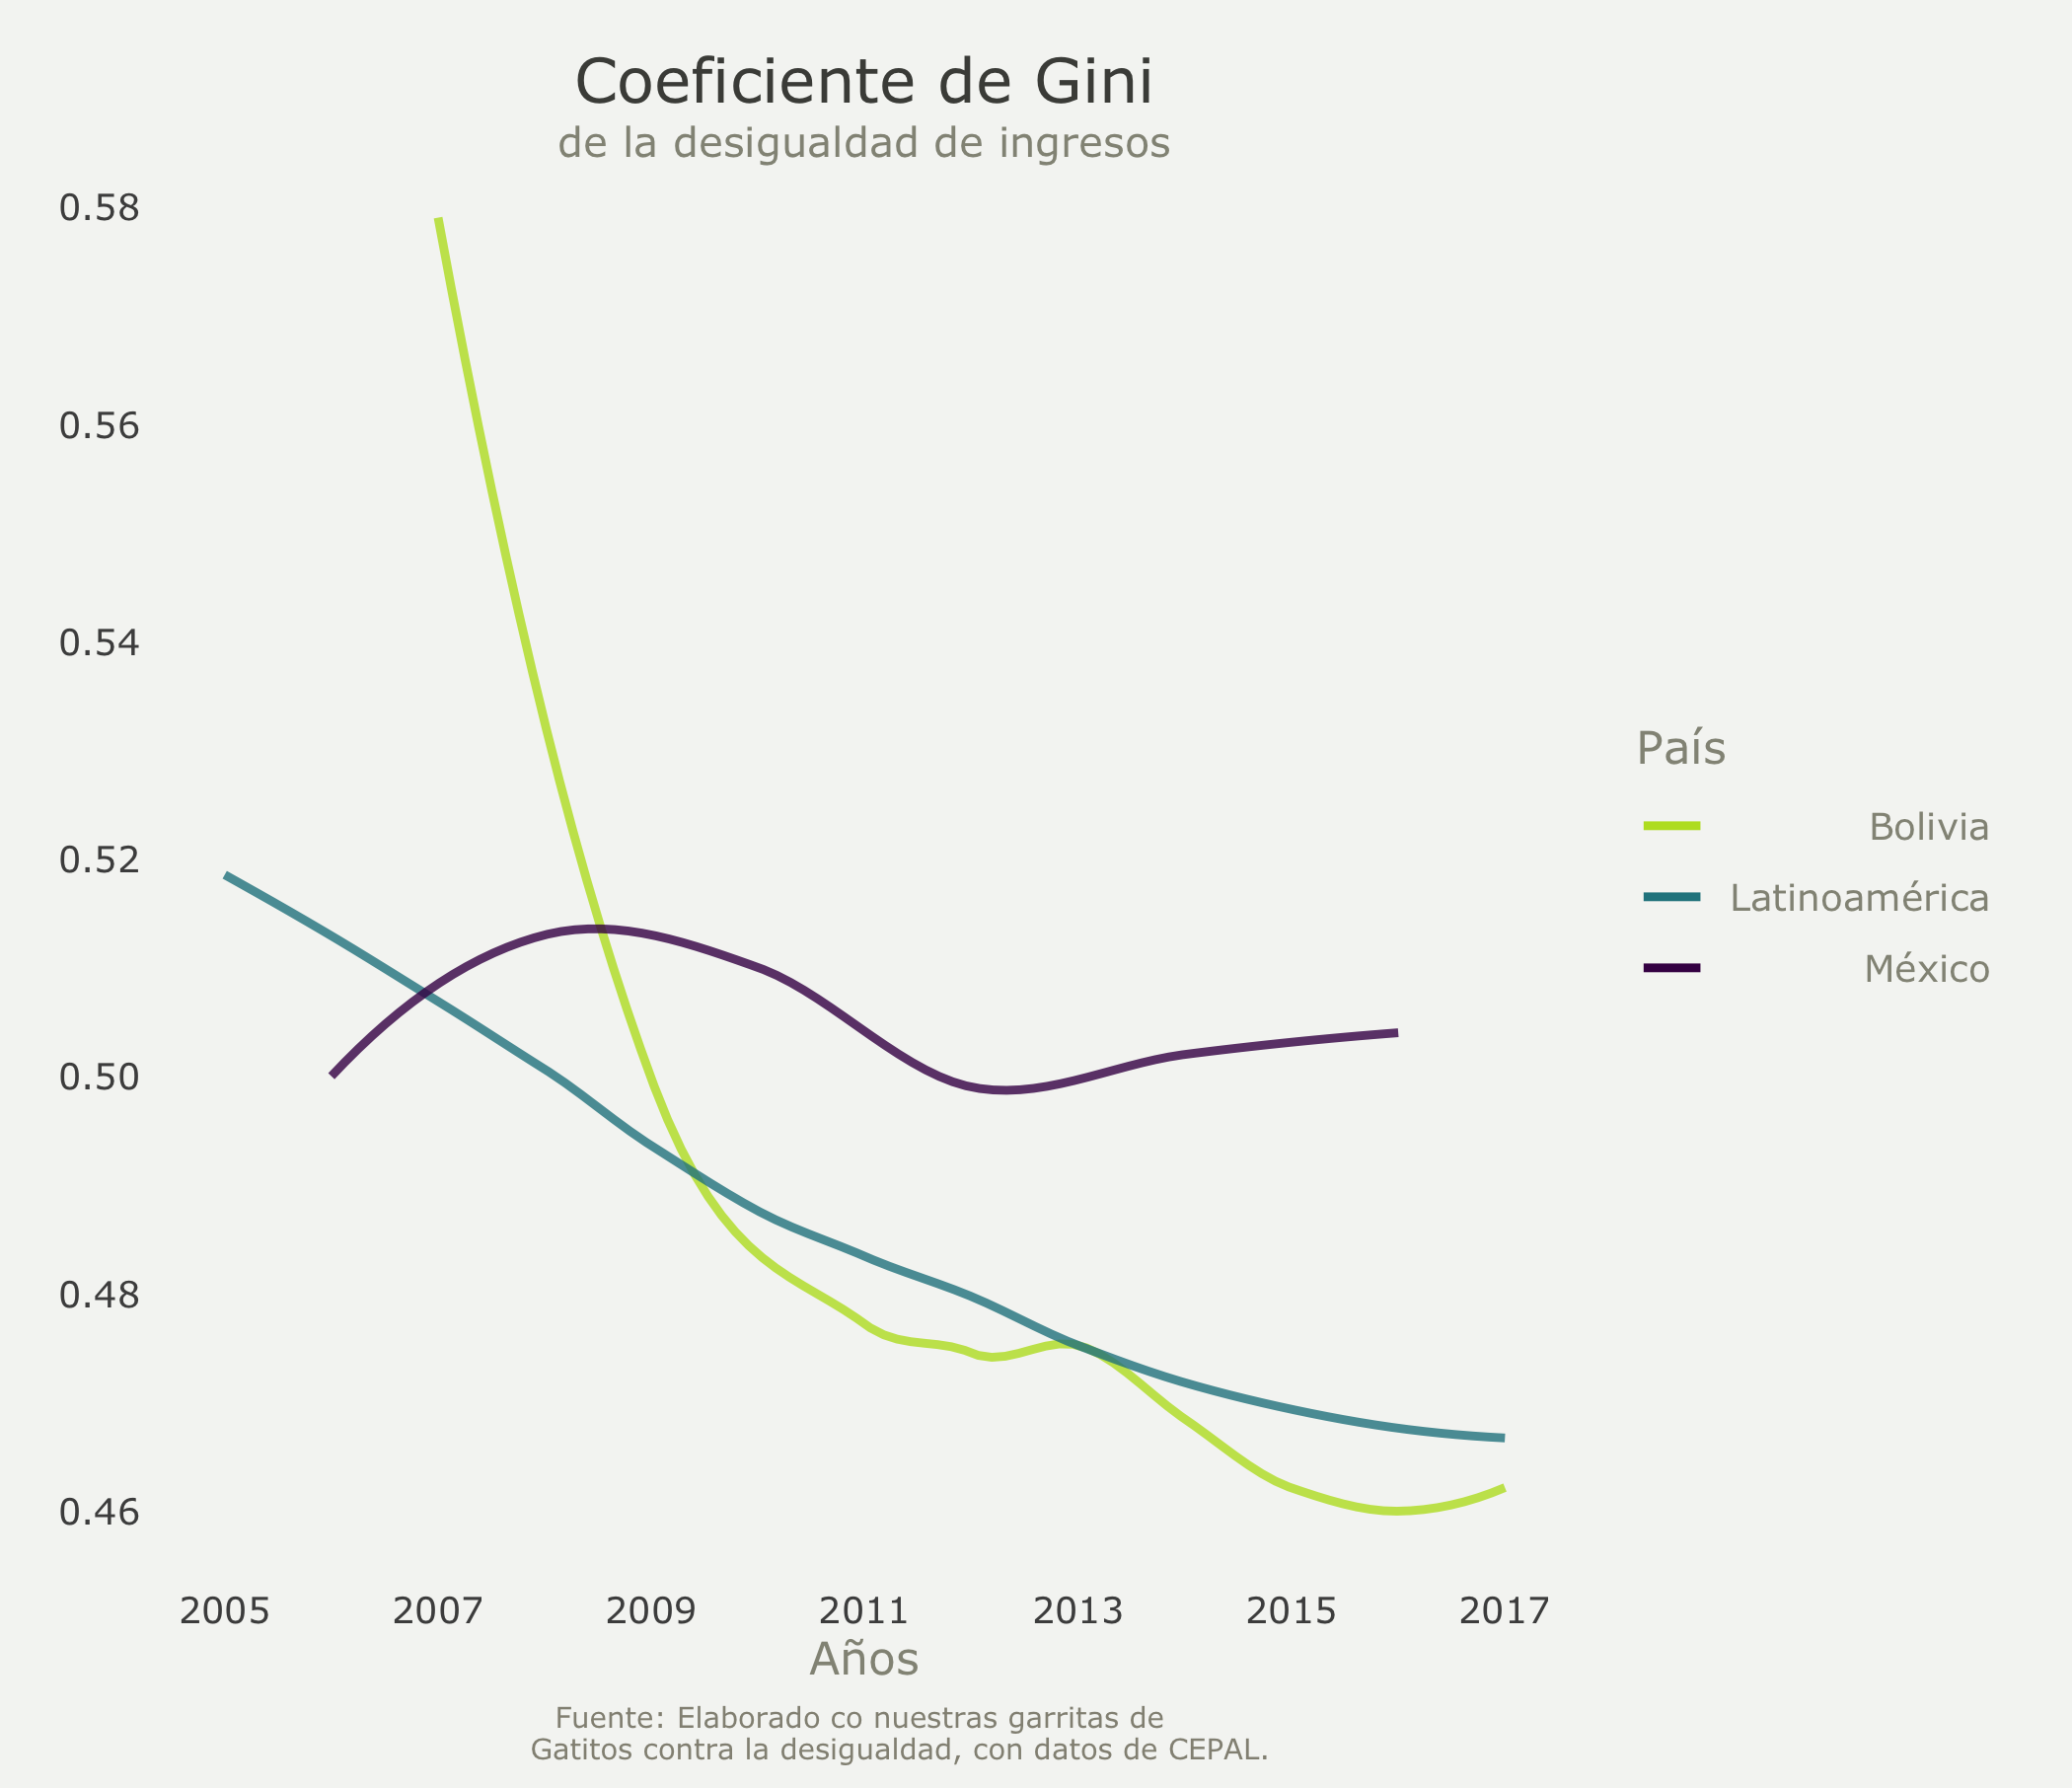 Coeficiente de Gini
de la desigualdad de ingresos
0.58
0.56
0.54
0.52
0.50
0.48
0.46
País
Bolivia
Latinoamérica
México
2005 2007 2009 2011 2013 2015 2017
Años
Fuente: Elaborado co nuestras garritas de
Gatitos contra la desigualdad, con datos de CEPAL.